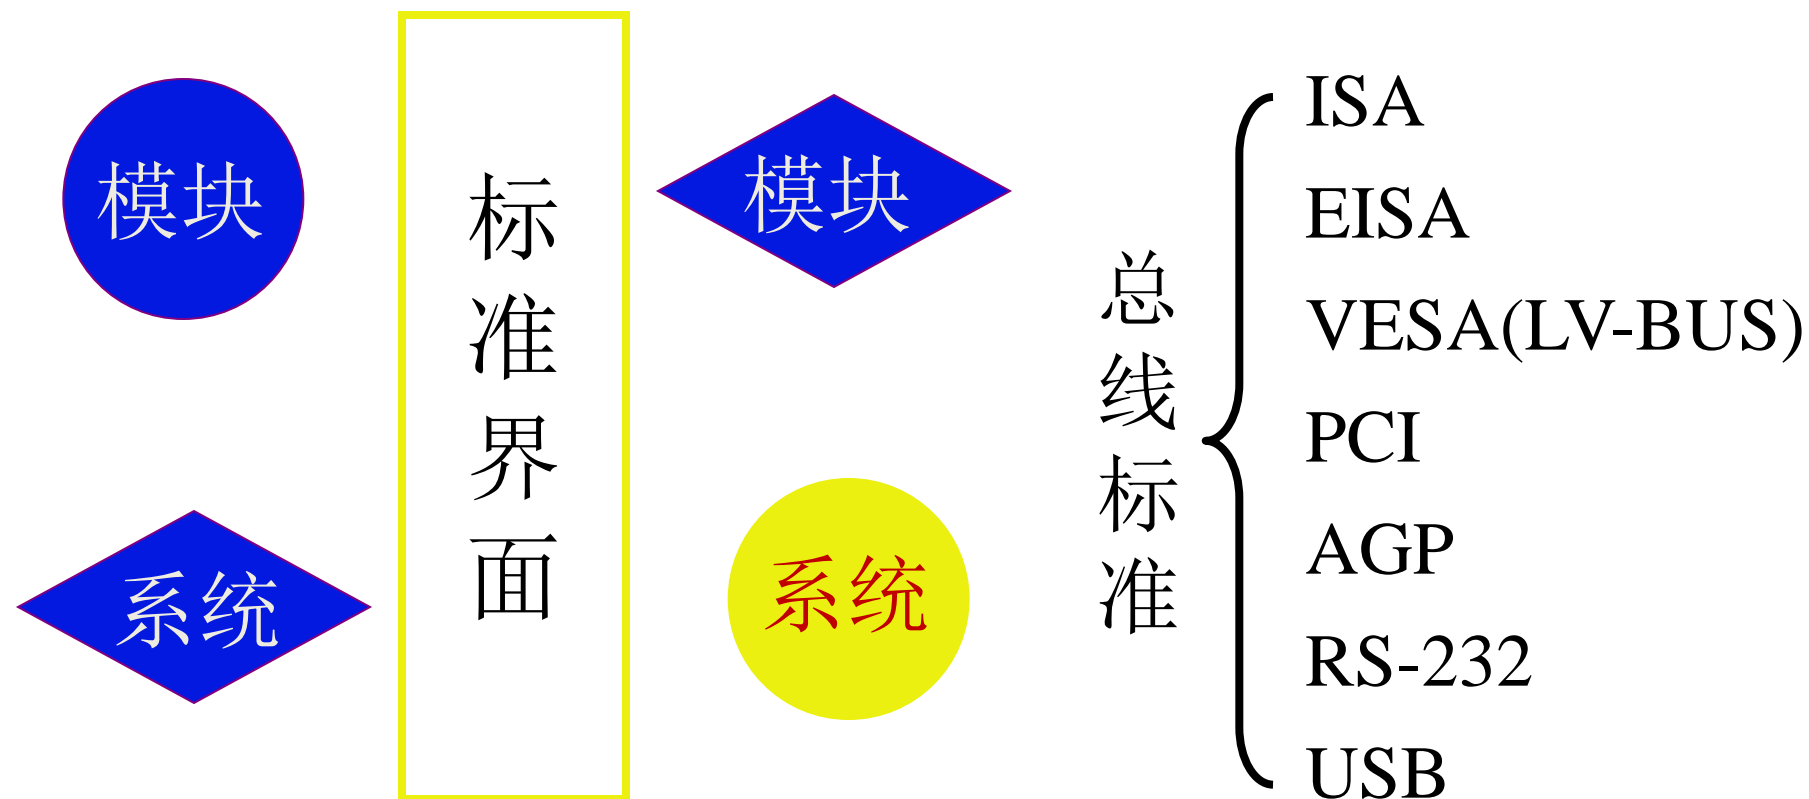 模块
系统
标准界面
模块
系统
总线标准
ISA
EISA
VESA(LV-BUS)
PCI
AGP
RS-232
USB